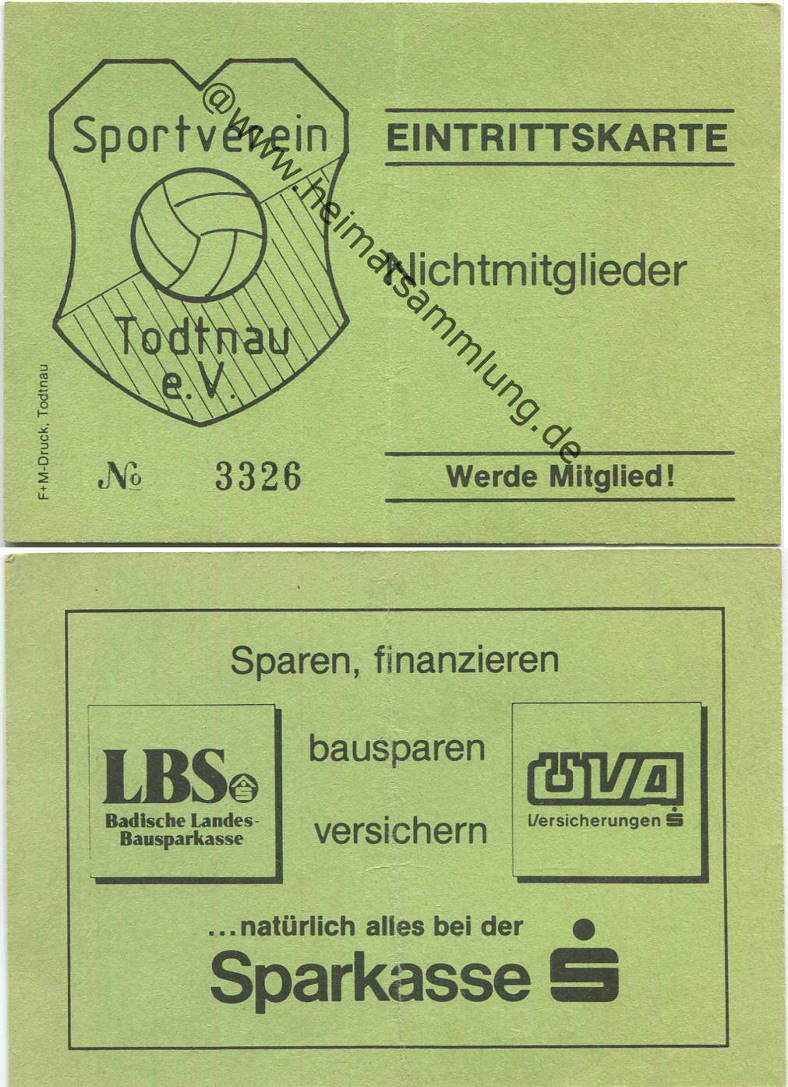 Sportverein
Todtnau
e.V.
F+M-Druck, Todtnau
No 3326
EINTRITTSKARTE
Nichtmitglieder
Werde Mitglied!
@www.heimatsammlung.de
Sparen, finanzieren
bausparen
versichern
LBS
Badische Landes-
Bausparkasse
ÖVA
Versicherungen
...natürlich alles bei der
Sparkasse